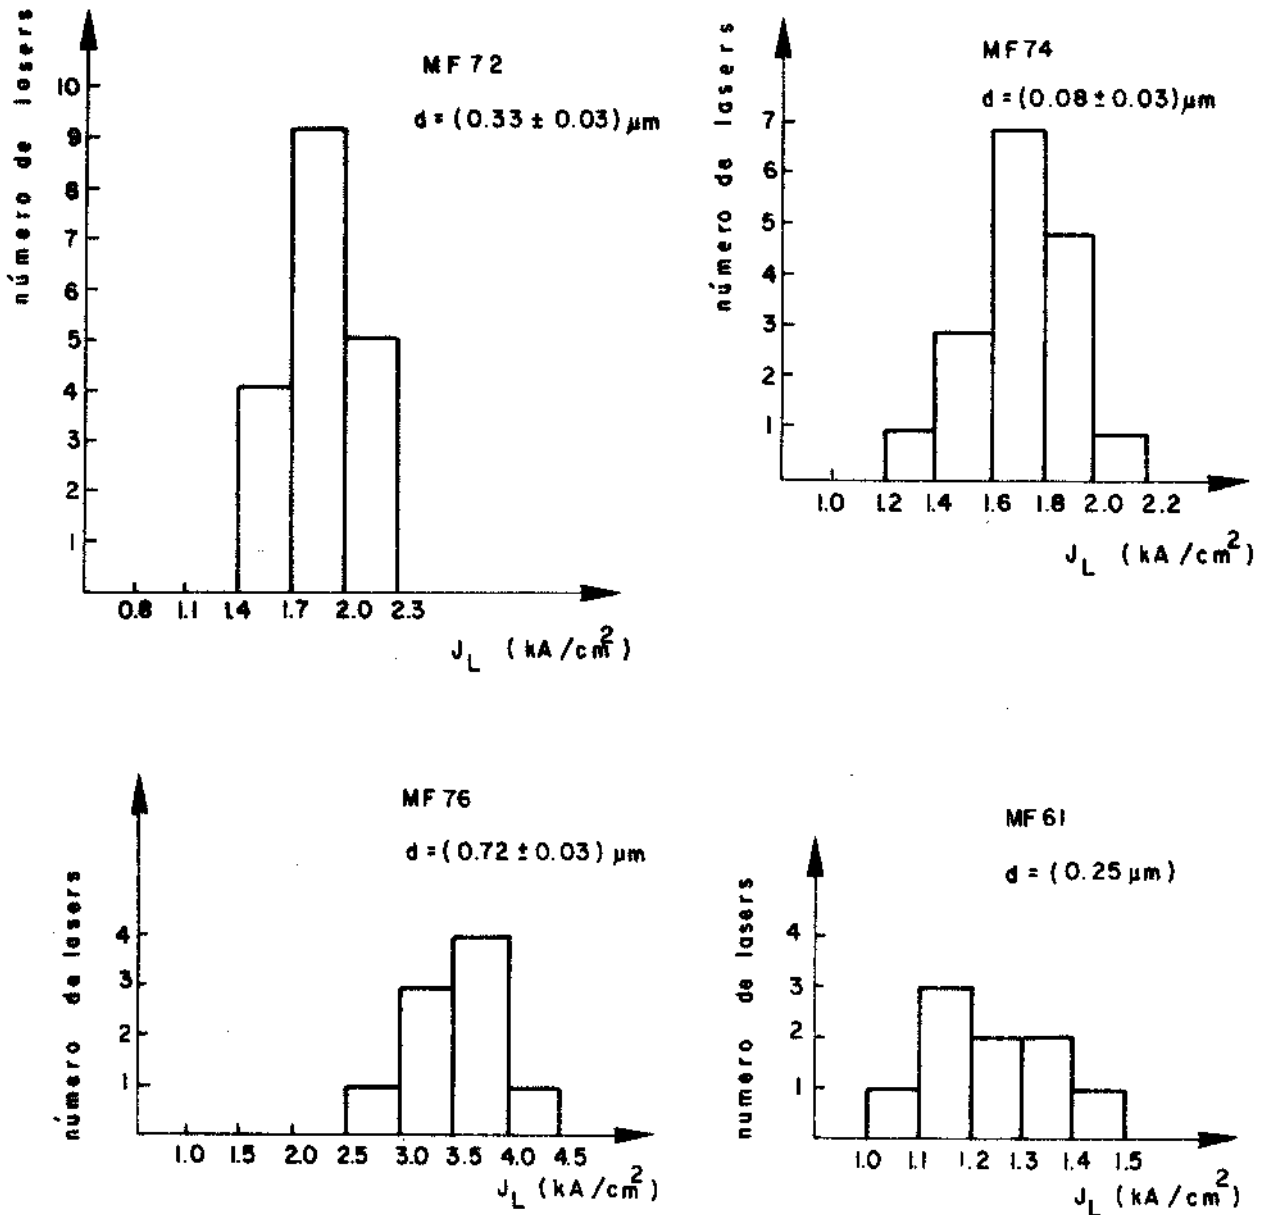 número de lasers
10
9
8
7
6
5
4
3
2
1
MF 72
d = (0.33 ± 0.03) μm
0.8 1.1 1.4 1.7 2.0 2.3
J_L (kA/cm²)
número de lasers
7
6
5
4
3
2
1
MF74
d = (0.08 ± 0.03) μm
1.0 1.2 1.4 1.6 1.8 2.0 2.2
J_L (kA/cm²)
número de lasers
4
3
2
1
MF 76
d = (0.72 ± 0.03) μm
1.0 1.5 2.0 2.5 3.0 3.5 4.0 4.5
J_L (kA/cm²)
numero de lasers
4
3
2
1
MF 61
d = (0.25 μm)
1.0 1.1 1.2 1.3 1.4 1.5
J_L (kA/cm²)